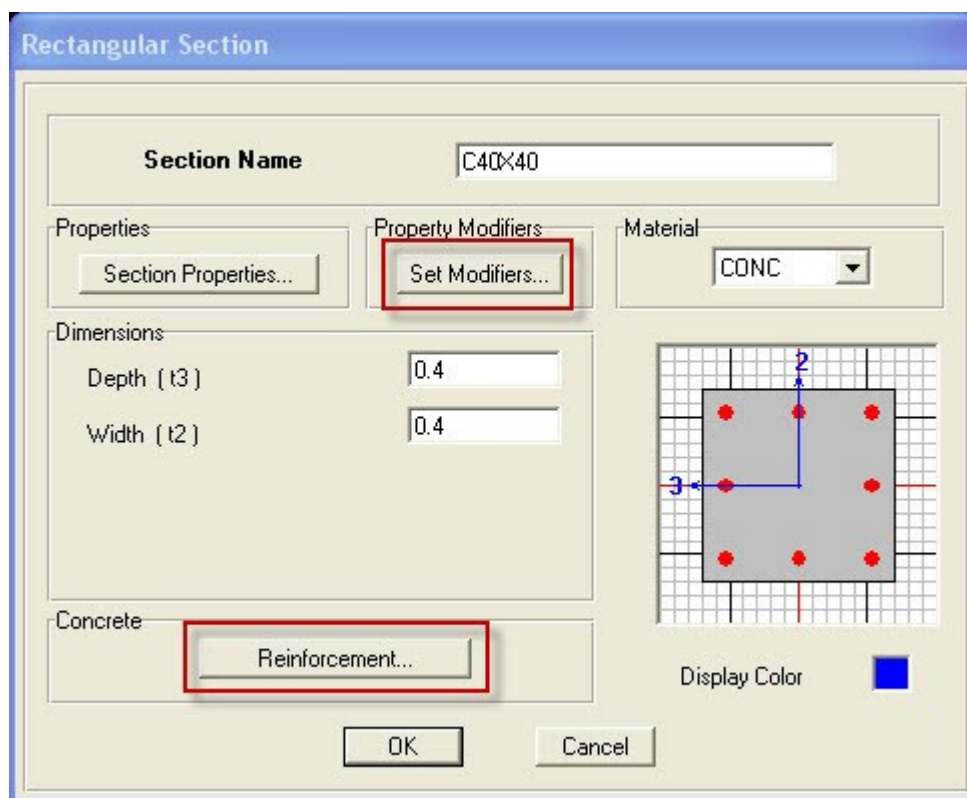 Rectangular Section
Section Name C40X40
Properties Property Modifiers Material
Section Properties... Set Modifiers... CONC
Dimensions
Depth ( t3 ) 0.4
Width ( t2 ) 0.4
2
3
Concrete
Reinforcement...
Display Color
OK Cancel